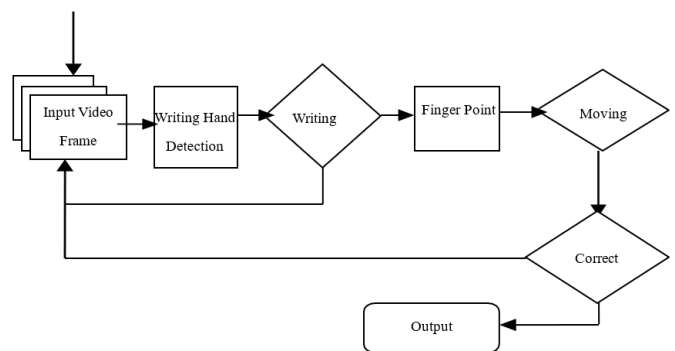 Input Video
Frame
Writing Hand
Detection
Writing
Finger Point
Moving
Correct
Output